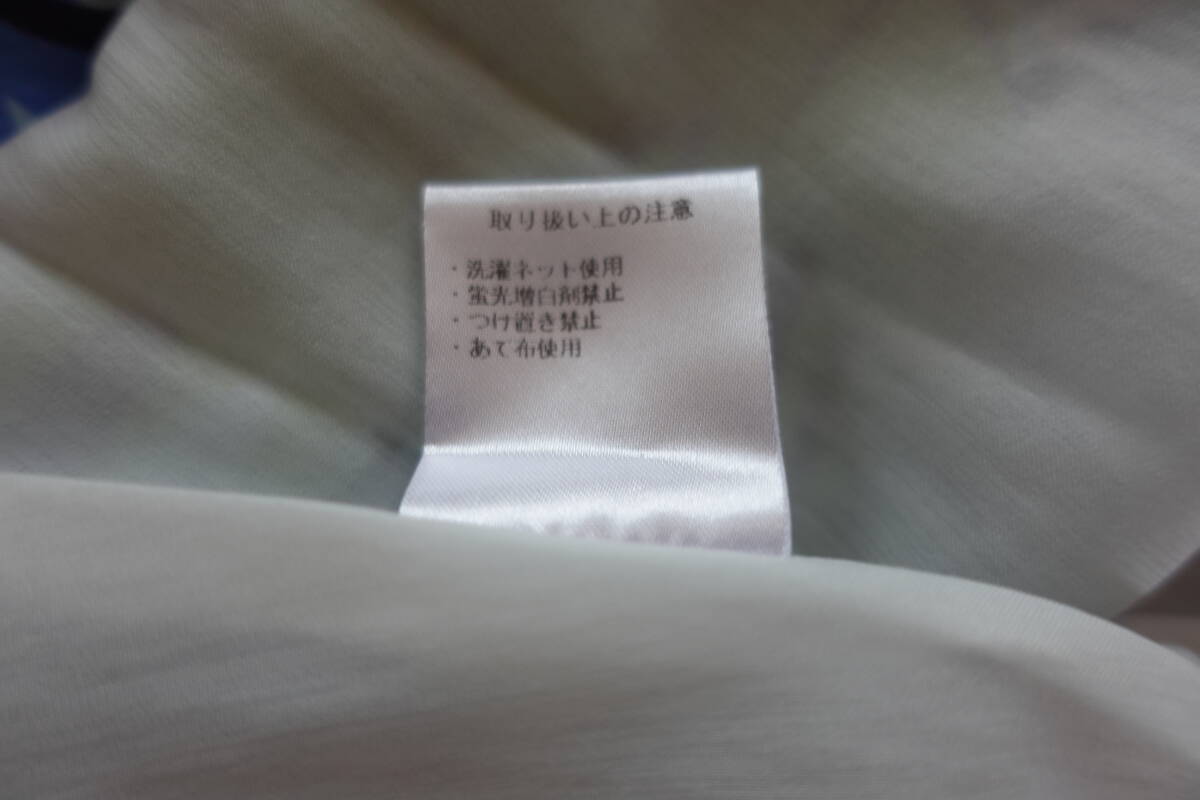 取り扱い上の注意
・洗濯ネット使用
・蛍光増白剤禁止
・つけ置き禁止
・あて布使用